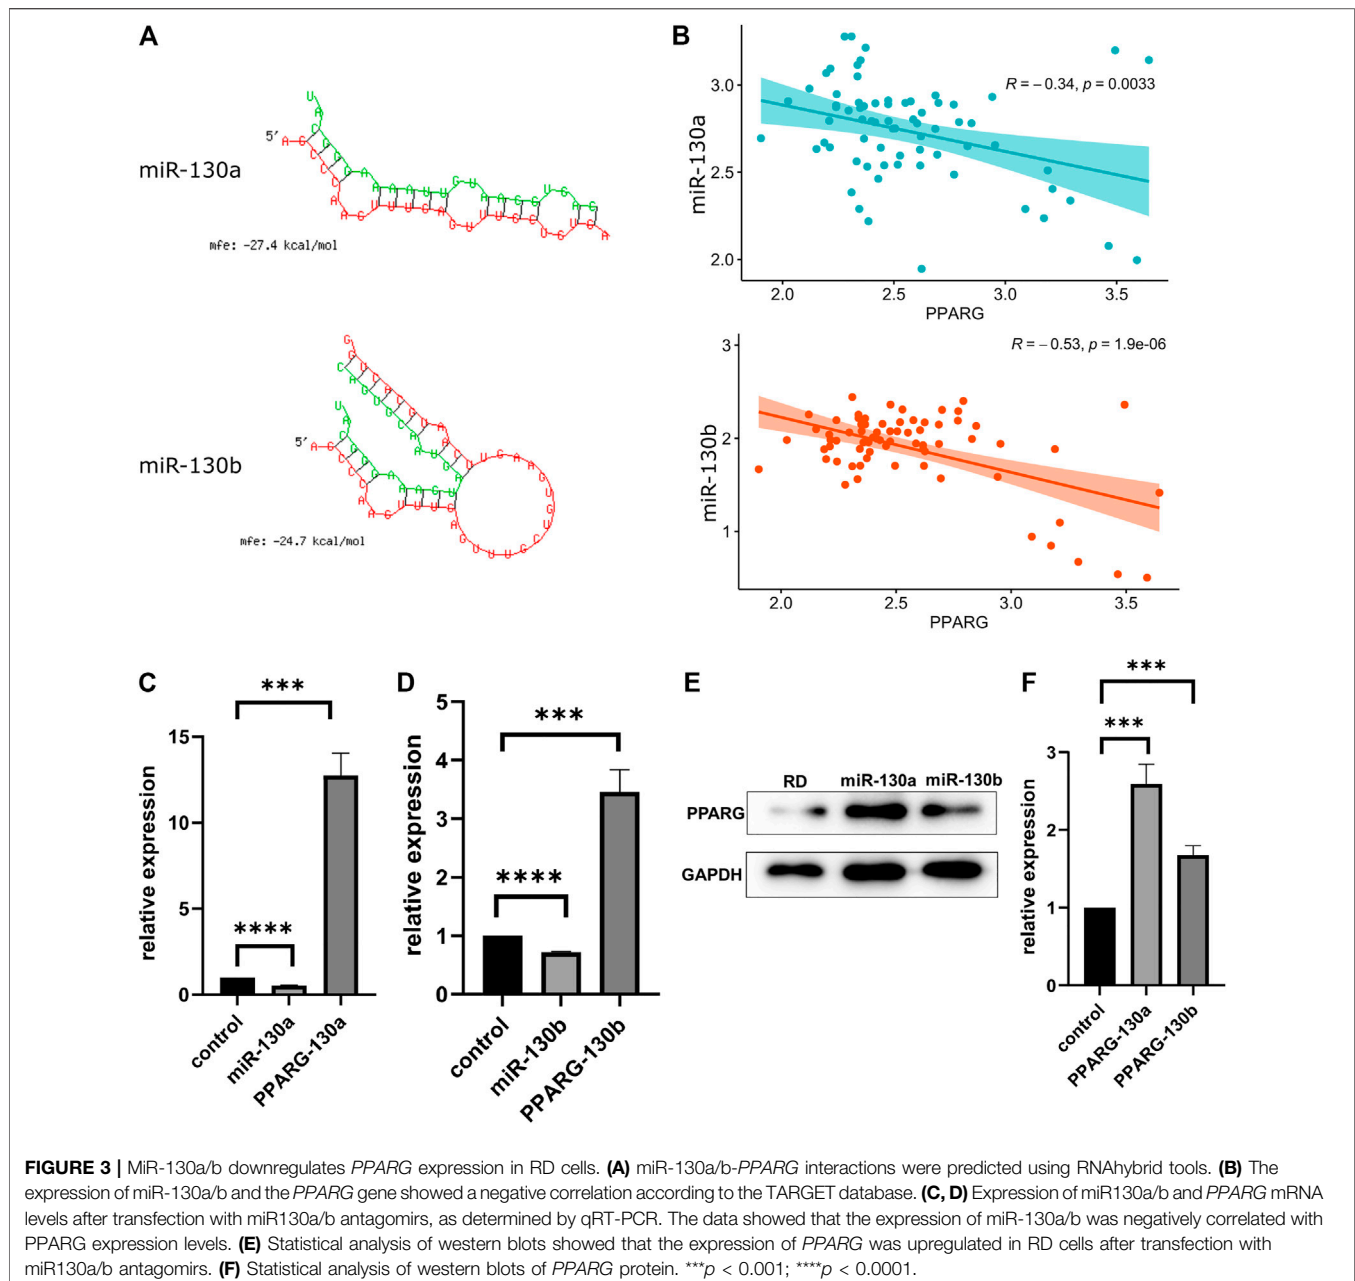 A
5'
miR-130a
mfe: -27.4 kcal/mol
5'
miR-130b
mfe: -24.7 kcal/mol
B
R = − 0.34, p = 0.0033
miR-130a
3.0
2.5
2.0
2.0 2.5 3.0 3.5
PPARG
R = − 0.53, p = 1.9e-06
miR-130b
3
2
1
2.0 2.5 3.0 3.5
PPARG
C
***
****
relative expression
15
10
5
0
control
miR-130a
PPARG-130a
D
***
****
relative expression
5
4
3
2
1
0
control
miR-130b
PPARG-130b
E
RD miR-130a miR-130b
PPARG
GAPDH
F
***
***
relative expression
3
2
1
0
control
PPARG-130a
PPARG-130b
FIGURE 3 | MiR-130a/b downregulates PPARG expression in RD cells. (A) miR-130a/b-PPARG interactions were predicted using RNAhybrid tools. (B) The
expression of miR-130a/b and the PPARG gene showed a negative correlation according to the TARGET database. (C, D) Expression of miR130a/b and PPARG mRNA
levels after transfection with miR130a/b antagomirs, as determined by qRT-PCR. The data showed that the expression of miR-130a/b was negatively correlated with
PPARG expression levels. (E) Statistical analysis of western blots showed that the expression of PPARG was upregulated in RD cells after transfection with
miR130a/b antagomirs. (F) Statistical analysis of western blots of PPARG protein. ***p < 0.001; ****p < 0.0001.